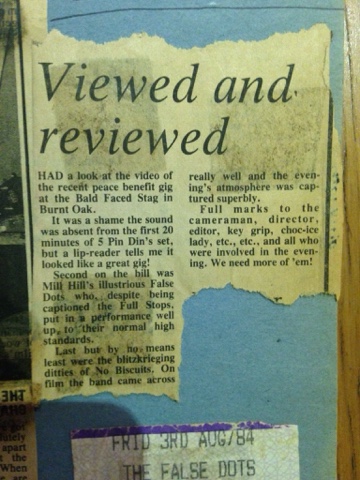 Viewed and
reviewed
HAD a look at the video of
the recent peace benefit gig
at the Bald Faced Stag in
Burnt Oak.
It was a shame the sound
was absent from the first 20
minutes of 5 Pin Din's set,
but a lip-reader tells me it
looked like a great gig!
Second on the bill was
Mill Hill's illustrious False
Dots who, despite being
captioned the Full Stops,
put in a performance well
up to their normal high
standards.
Last but by no means
least were the blitzkrieging
ditties of No Biscuits. On
film the band came across
really well and the even-
ing's atmosphere was cap-
tured superbly.
Full marks to the
cameraman, director,
editor, key grip, choc-ice
lady, etc., etc., and all who
were involved in the even-
ing. We need more of 'em!
THE
apart
the
When
FRID 3RD AUG/84
THE FALSE DOTS